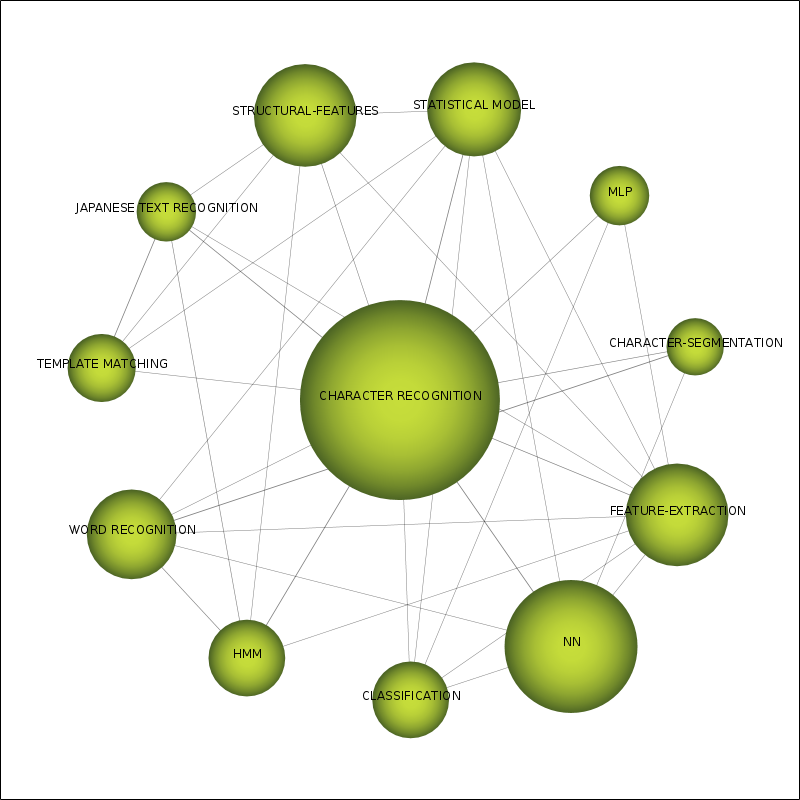 STATISTICAL MODEL
STRUCTURAL-FEATURES
MLP
JAPANESE TEXT RECOGNITION
CHARACTER-SEGMENTATION
TEMPLATE MATCHING
CHARACTER RECOGNITION
FEATURE-EXTRACTION
WORD RECOGNITION
NN
HMM
CLASSIFICATION